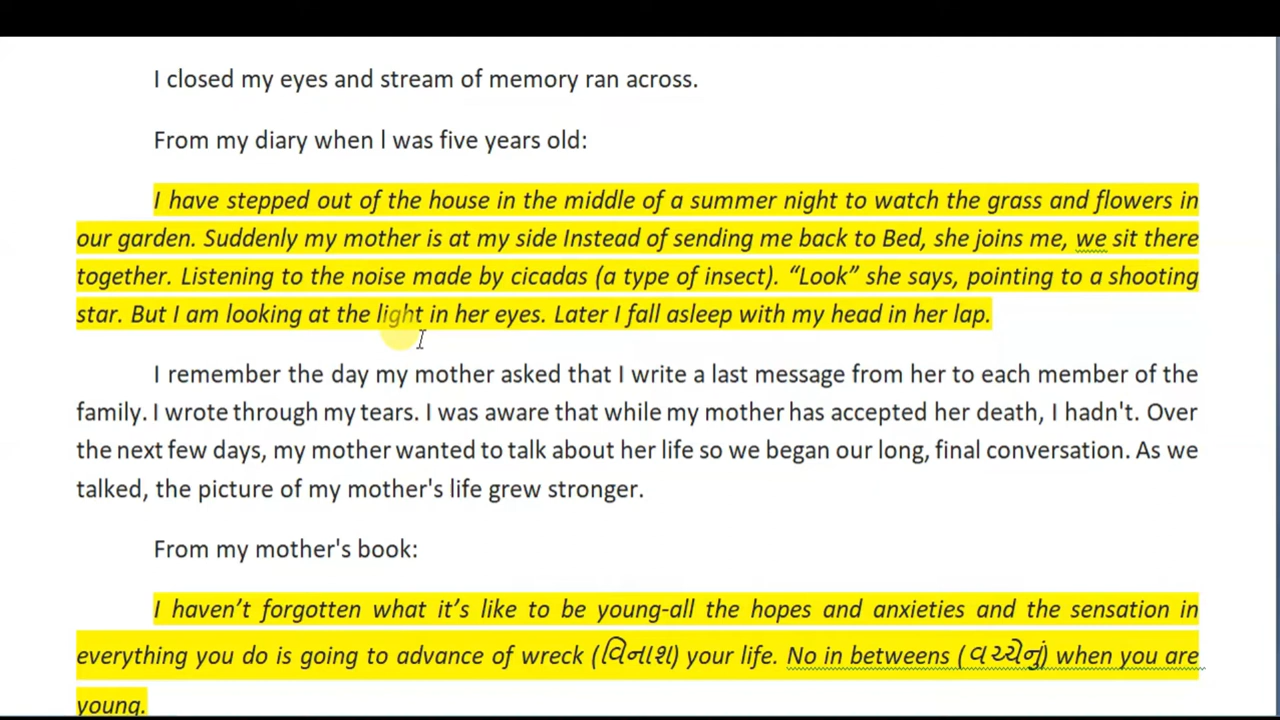 I closed my eyes and stream of memory ran across.
From my diary when I was five years old:
I have stepped out of the house in the middle of a summer night to watch the grass and flowers in
our garden. Suddenly my mother is at my side Instead of sending me back to Bed, she joins me, we sit there
together. Listening to the noise made by cicadas (a type of insect). “Look” she says, pointing to a shooting
star. But I am looking at the light in her eyes. Later I fall asleep with my head in her lap.
I remember the day my mother asked that I write a last message from her to each member of the
family. I wrote through my tears. I was aware that while my mother has accepted her death, I hadn't. Over
the next few days, my mother wanted to talk about her life so we began our long, final conversation. As we
talked, the picture of my mother's life grew stronger.
From my mother's book:
I haven’t forgotten what it’s like to be young-all the hopes and anxieties and the sensation in
everything you do is going to advance of wreck (વિનાશ) your life. No in betweens (વચ્ચેનું) when you are
young.